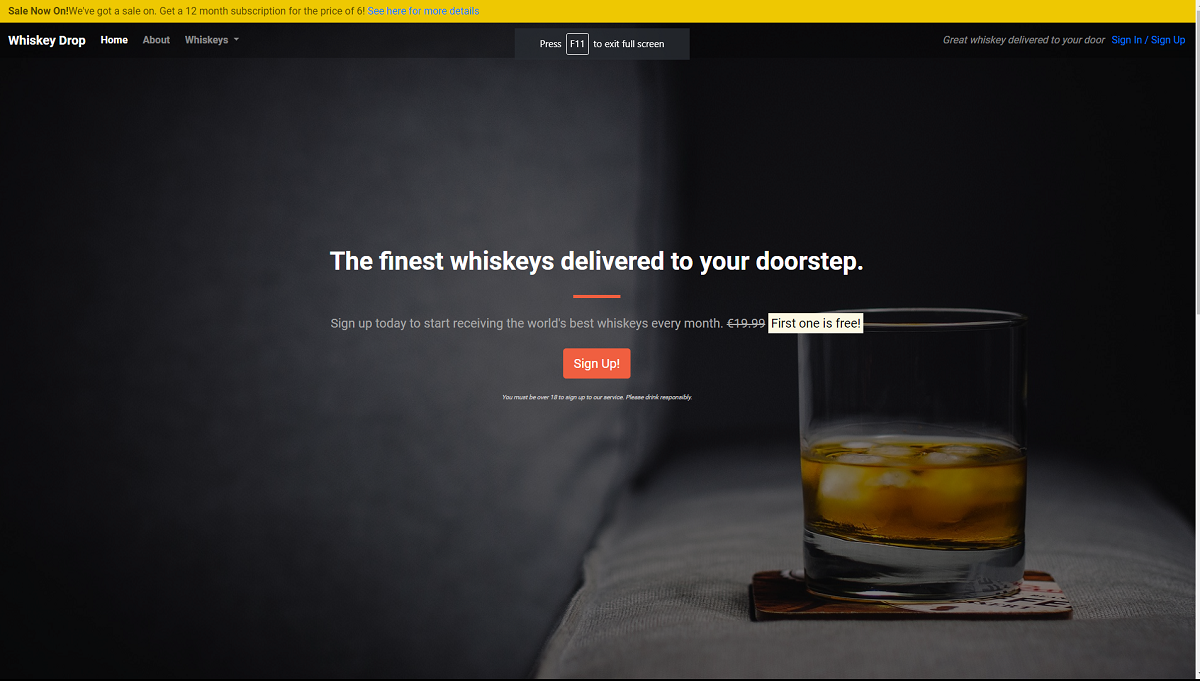 Sale Now On!We've got a sale on. Get a 12 month subscription for the price of 6! See here for more details
Whiskey Drop Home About Whiskeys Press F11 to exit full screen Great whiskey delivered to your door Sign In / Sign Up
The finest whiskeys delivered to your doorstep.
Sign up today to start receiving the world's best whiskeys every month. €19.99 First one is free!
Sign Up!
You must be over 18 to sign up to our service. Please drink responsibly.